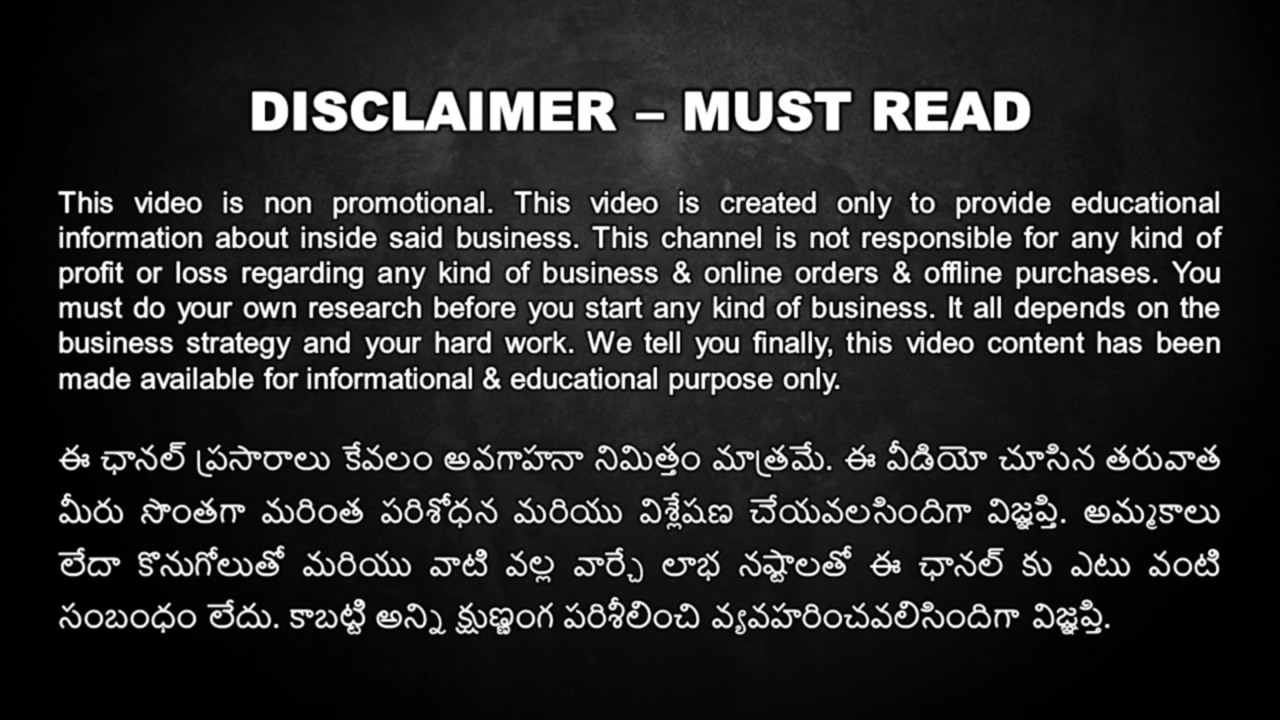 DISCLAIMER – MUST READ
This video is non promotional. This video is created only to provide educational
information about inside said business. This channel is not responsible for any kind of
profit or loss regarding any kind of business & online orders & offline purchases. You
must do your own research before you start any kind of business. It all depends on the
business strategy and your hard work. We tell you finally, this video content has been
made available for informational & educational purpose only.
ఈ ఛానల్ ప్రసారాలు కేవలం అవగాహనా నిమిత్తం మాత్రమే. ఈ వీడియో చూసిన తరువాత
మీరు సొంతగా మరింత పరిశోధన మరియు విశ్లేషణ చేయవలసిందిగా విజ్ఞప్తి. అమ్మకాలు
లేదా కొనుగోలుతో మరియు వాటి వల్ల వార్చే లాభ నష్టాలతో ఈ ఛానల్ కు ఎటు వంటి
సంబంధం లేదు. కాబట్టి అన్ని క్షుణ్ణంగ పరిశీలించి వ్యవహరించవలిసిందిగా విజ్ఞప్తి.